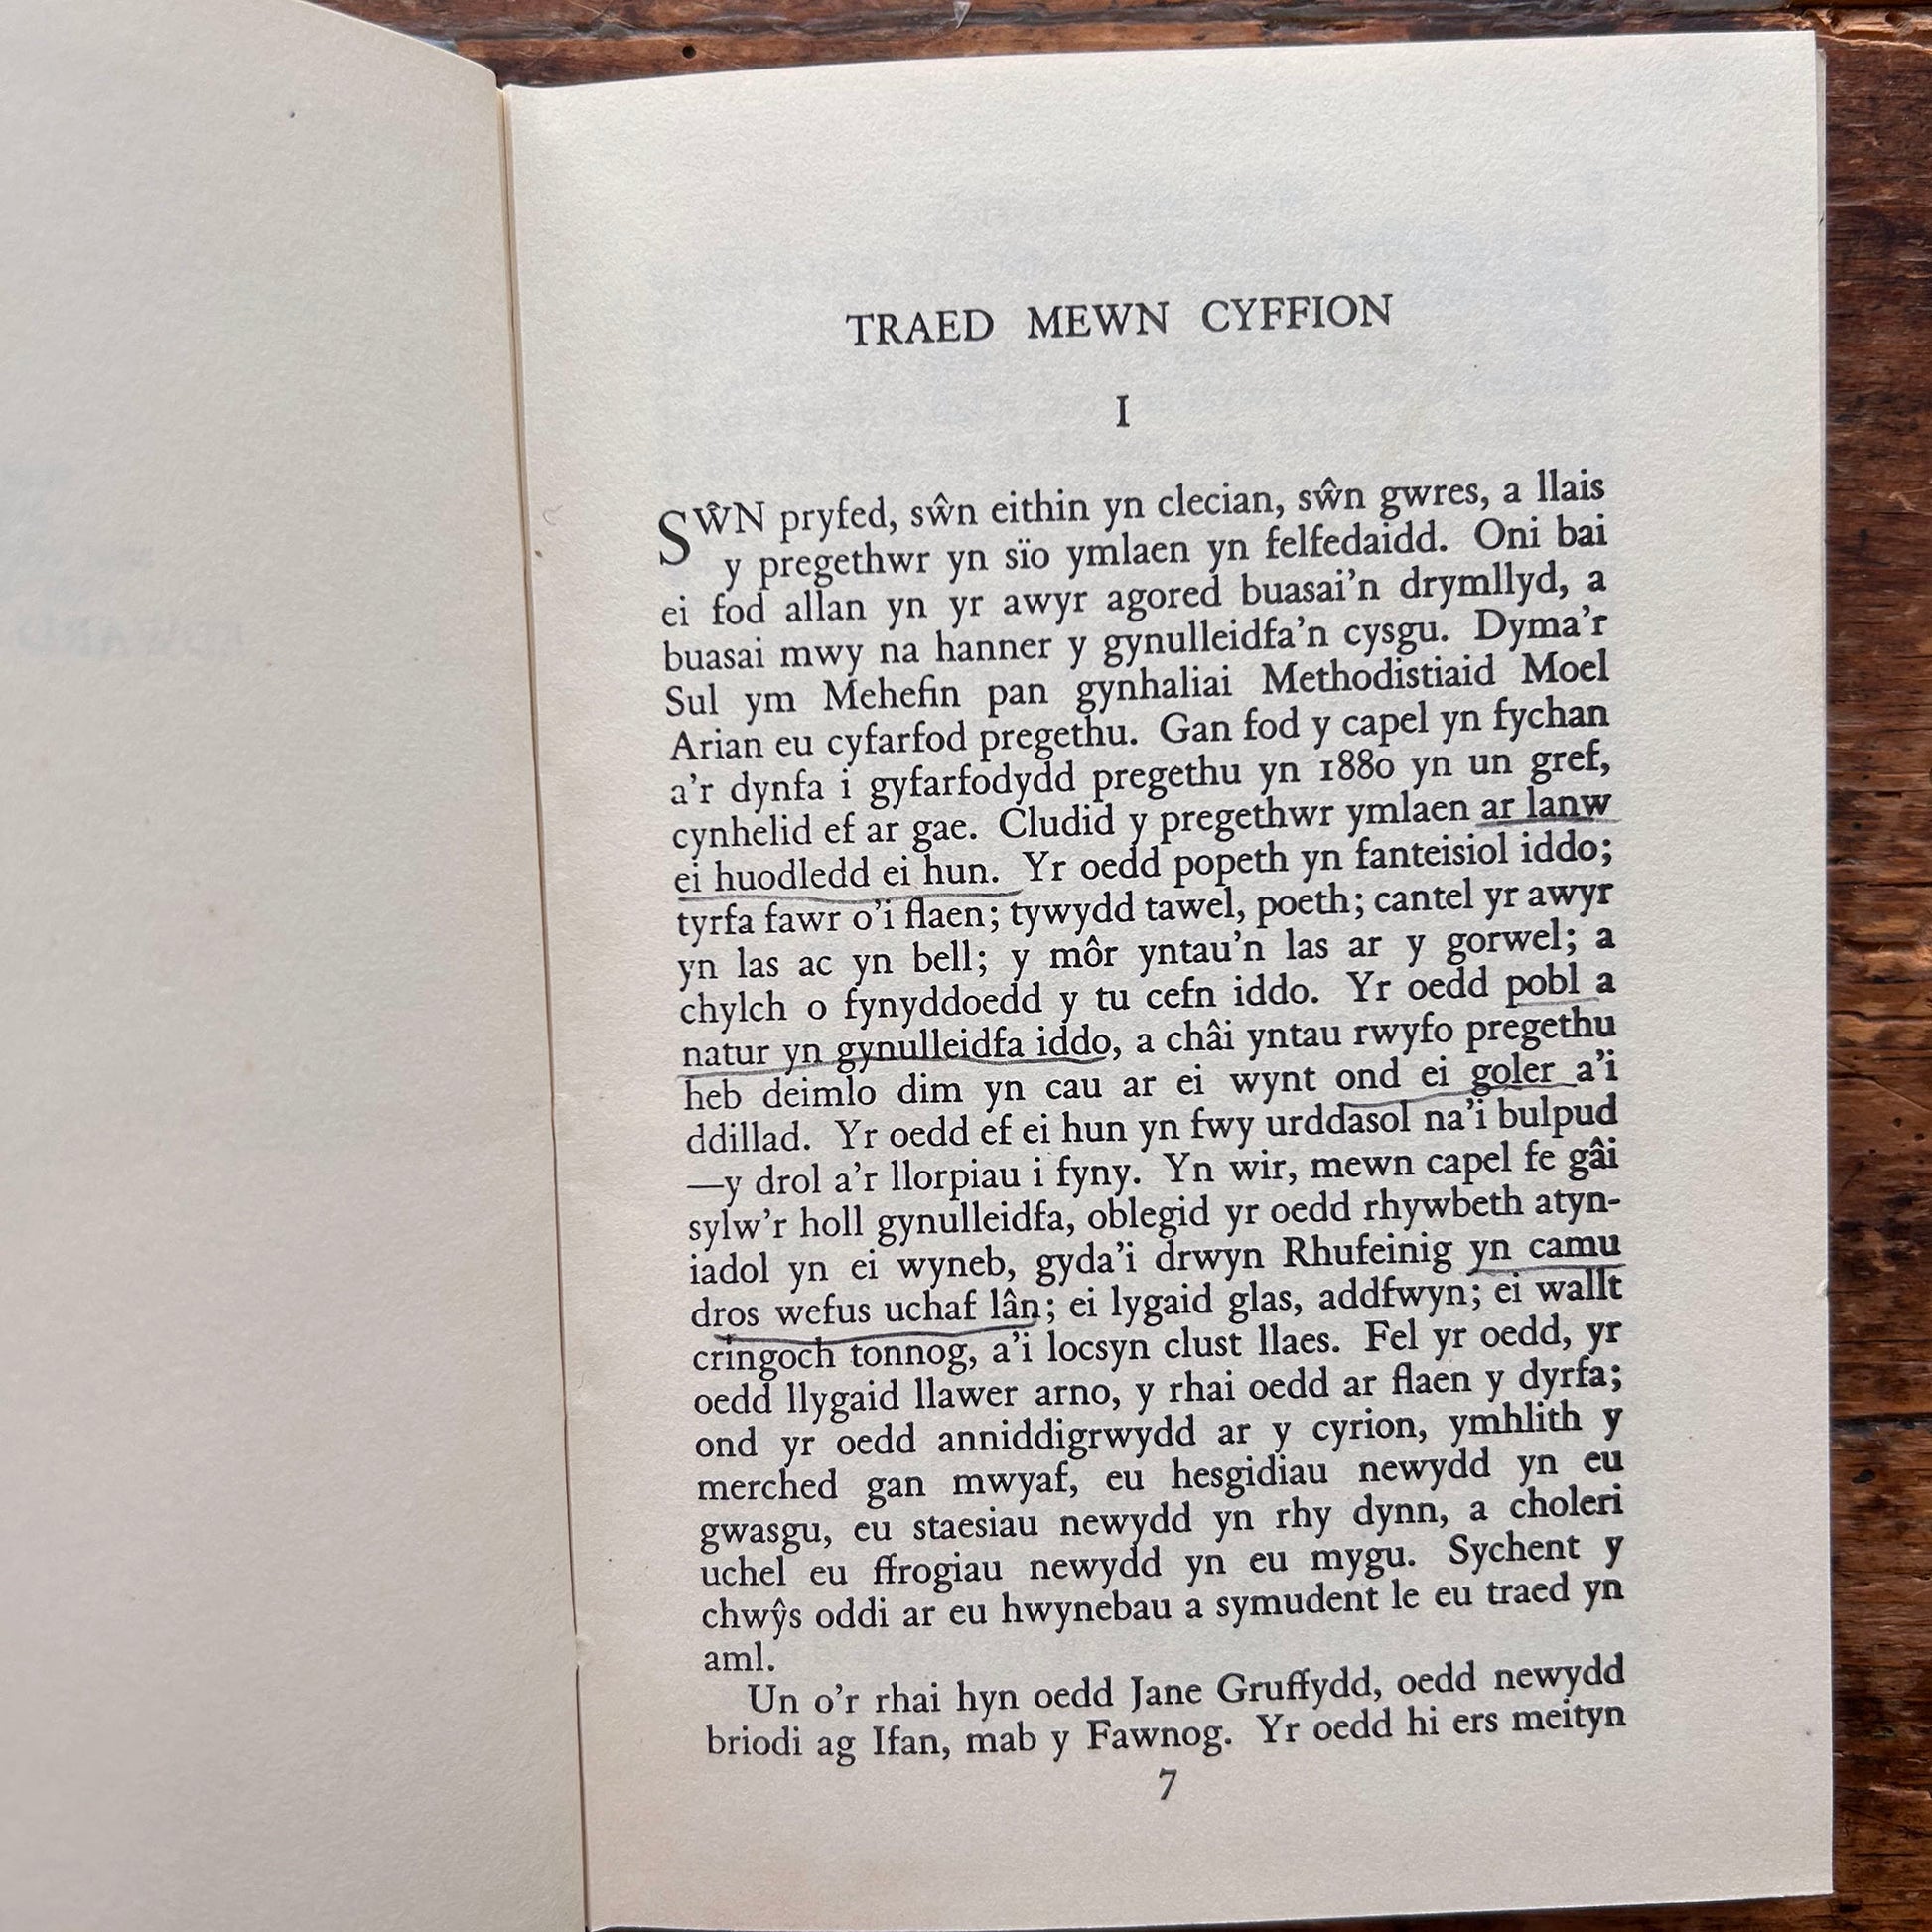 TRAED MEWN CYFFION
I
SŴN pryfed, sŵn eithin yn clecian, sŵn gwres, a llais
y pregethwr yn sïo ymlaen yn felfedaidd. Oni bai
ei fod allan yn yr awyr agored buasai'n drymllyd, a
buasai mwy na hanner y gynulleidfa'n cysgu. Dyma'r
Sul ym Mehefin pan gynhaliai Methodistiaid Moel
Arian eu cyfarfod pregethu. Gan fod y capel yn fychan
a'r dynfa i gyfarfodydd pregethu yn 1880 yn un gref,
cynhelid ef ar gae. Cludid y pregethwr ymlaen ar lanw
ei huodledd ei hun. Yr oedd popeth yn fanteisiol iddo;
tyrfa fawr o'i flaen; tywydd tawel, poeth; cantel yr awyr
yn las ac yn bell; y môr yntau'n las ar y gorwel; a
chylch o fynyddoedd y tu cefn iddo. Yr oedd pobl a
natur yn gynulleidfa iddo, a châi yntau rwyfo pregethu
heb deimlo dim yn cau ar ei wynt ond ei goler a'i
ddillad. Yr oedd ef ei hun yn fwy urddasol na'i bulpud
—y drol a'r llorpiau i fyny. Yn wir, mewn capel fe gâi
sylw'r holl gynulleidfa, oblegid yr oedd rhywbeth atyn-
iadol yn ei wyneb, gyda'i drwyn Rhufeinig yn camu
dros wefus uchaf lân; ei lygaid glas, addfwyn; ei wallt
cringoch tonnog, a'i locsyn clust llaes. Fel yr oedd, yr
oedd llygaid llawer arno, y rhai oedd ar flaen y dyrfa;
ond yr oedd anniddigrwydd ar y cyrion, ymhlith y
merched gan mwyaf, eu hesgidiau newydd yn eu
gwasgu, eu staesiau newydd yn rhy dynn, a choleri
uchel eu ffrogiau newydd yn eu mygu. Sychent y
chwŷs oddi ar eu hwynebau a symudent le eu traed yn
aml.
Un o'r rhai hyn oedd Jane Gruffydd, oedd newydd
briodi ag Ifan, mab y Fawnog. Yr oedd hi ers meityn
7